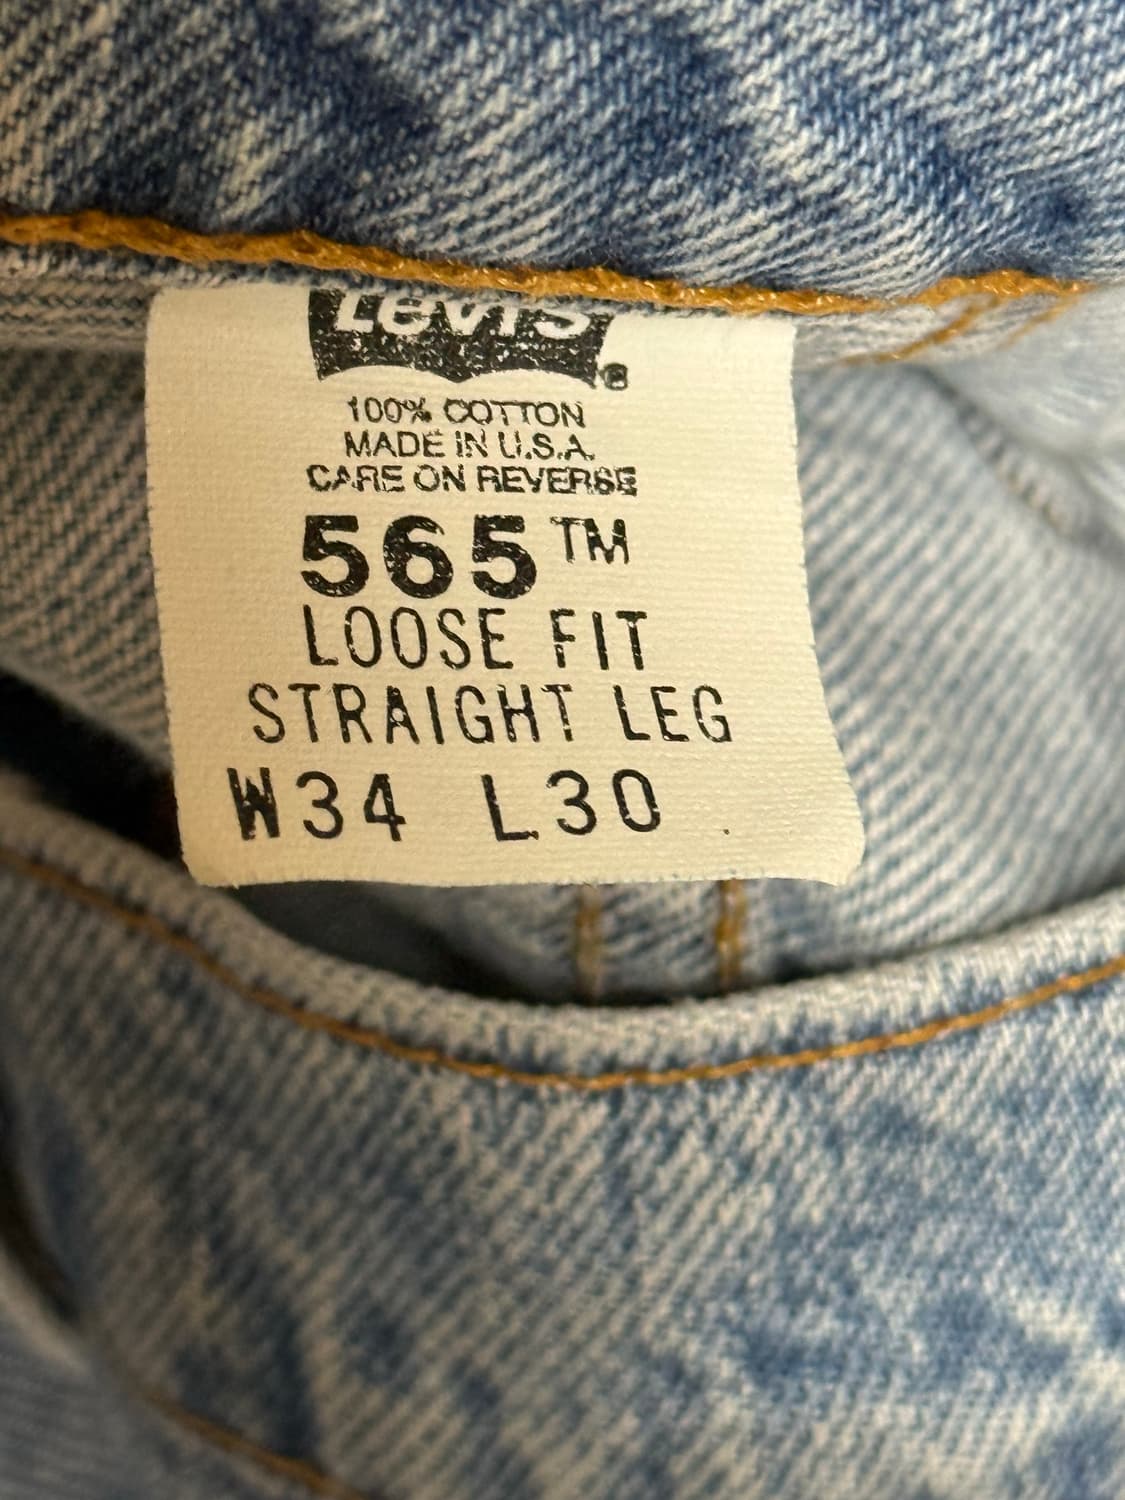 Levi's®
100% COTTON
MADE IN U.S.A.
CARE ON REVERSE
565™
LOOSE FIT
STRAIGHT LEG
W34 L30